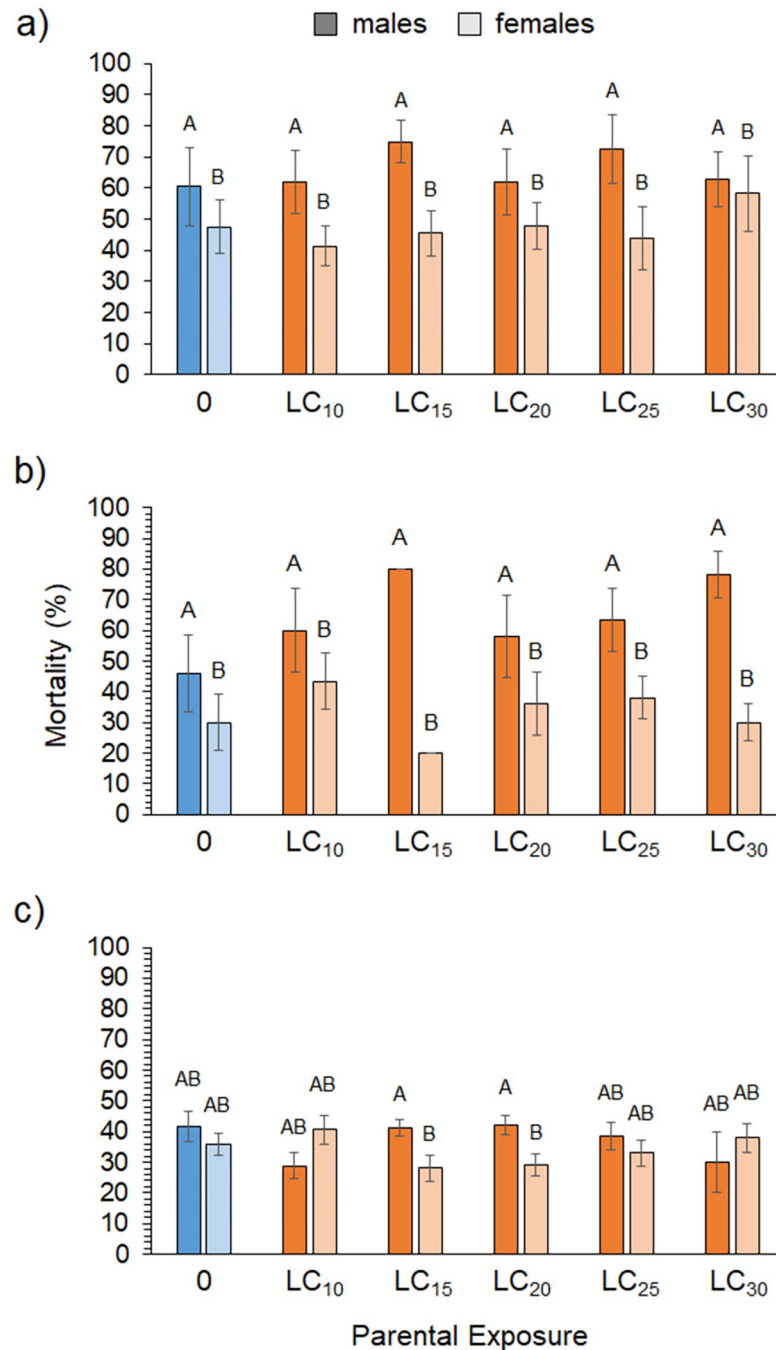 a)
males females
100
90
80
70
60
50
40
30
20
10
0
A B A B A B A B A B A B
0 LC₁₀ LC₁₅ LC₂₀ LC₂₅ LC₃₀
b)
Mortality (%)
100
90
80
70
60
50
40
30
20
10
0
A B A B A B A B A B A B
0 LC₁₀ LC₁₅ LC₂₀ LC₂₅ LC₃₀
c)
100
90
80
70
60
50
40
30
20
10
0
AB AB AB AB A B A B AB AB AB AB
0 LC₁₀ LC₁₅ LC₂₀ LC₂₅ LC₃₀
Parental Exposure